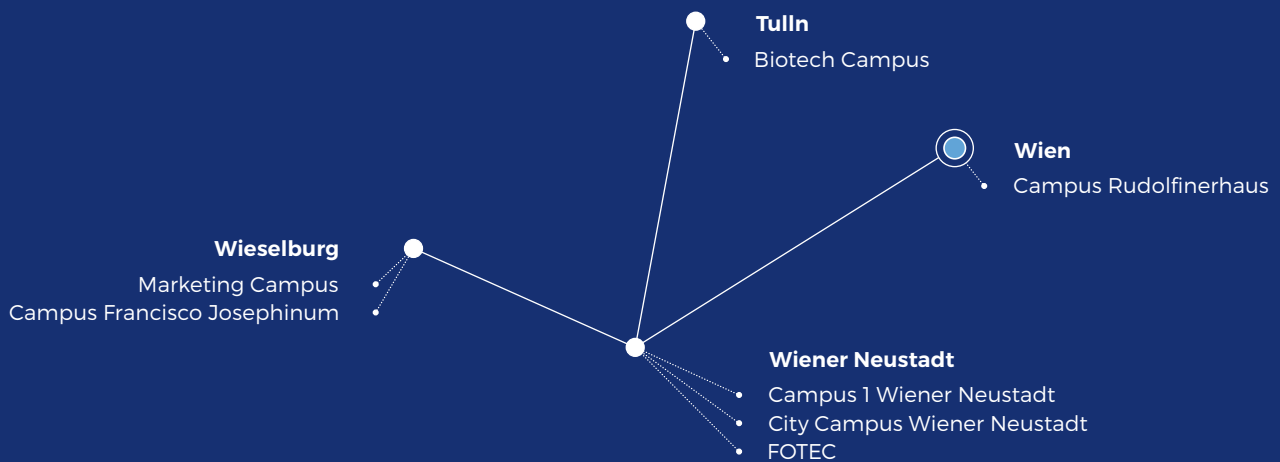 Tulln
Biotech Campus
Wien
Campus Rudolfinerhaus
Wieselburg
Marketing Campus
Campus Francisco Josephinum
Wiener Neustadt
Campus 1 Wiener Neustadt
City Campus Wiener Neustadt
FOTEC